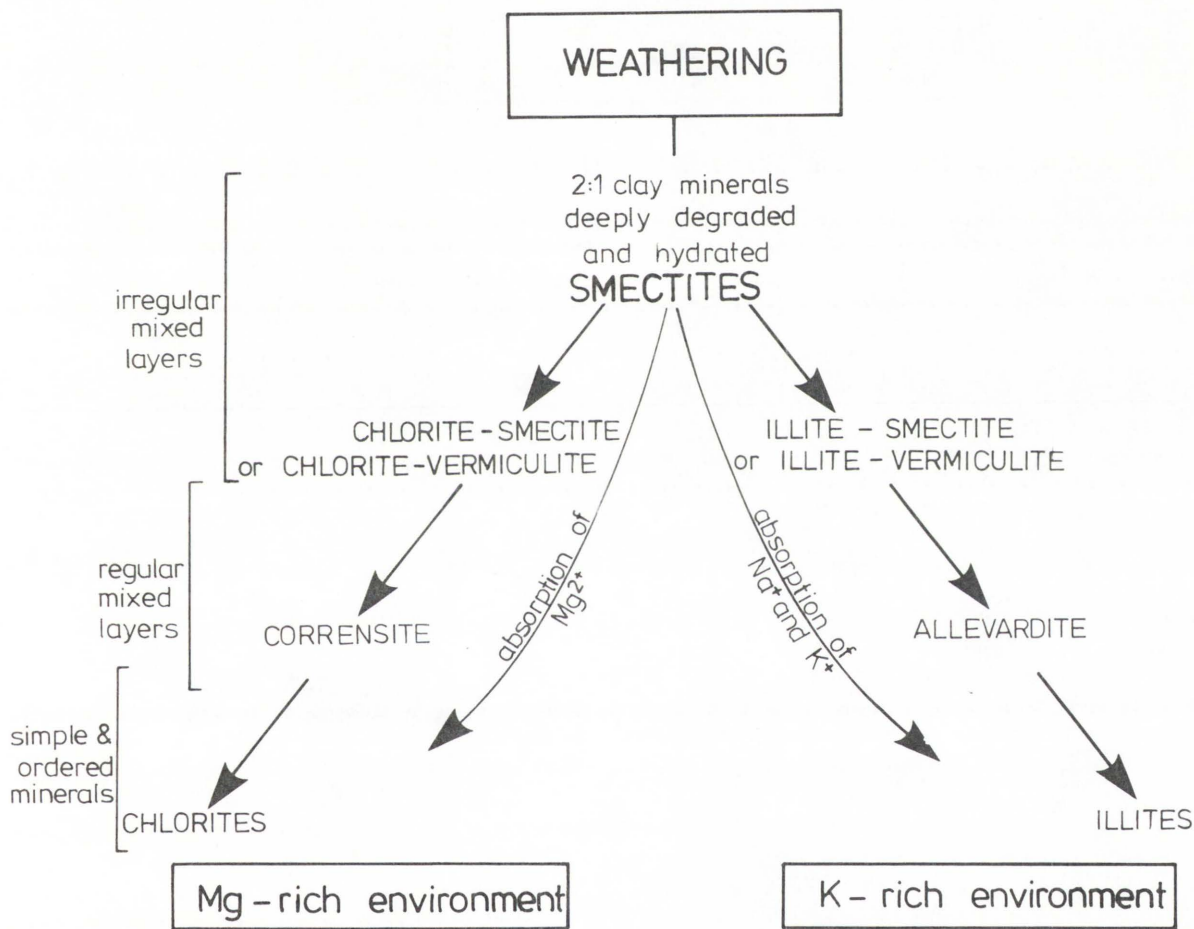 WEATHERING
2:1 clay minerals
deeply degraded
and hydrated
SMECTITES
irregular
mixed
layers
CHLORITE-SMECTITE
or CHLORITE-VERMICULITE
ILLITE - SMECTITE
or ILLITE-VERMICULITE
regular
mixed
layers
CORRENSITE
absorption of
Mg2+
absorption of
Na+ and K+
ALLEVARDITE
simple &
ordered
minerals
CHLORITES
ILLITES
Mg-rich environment
K-rich environment